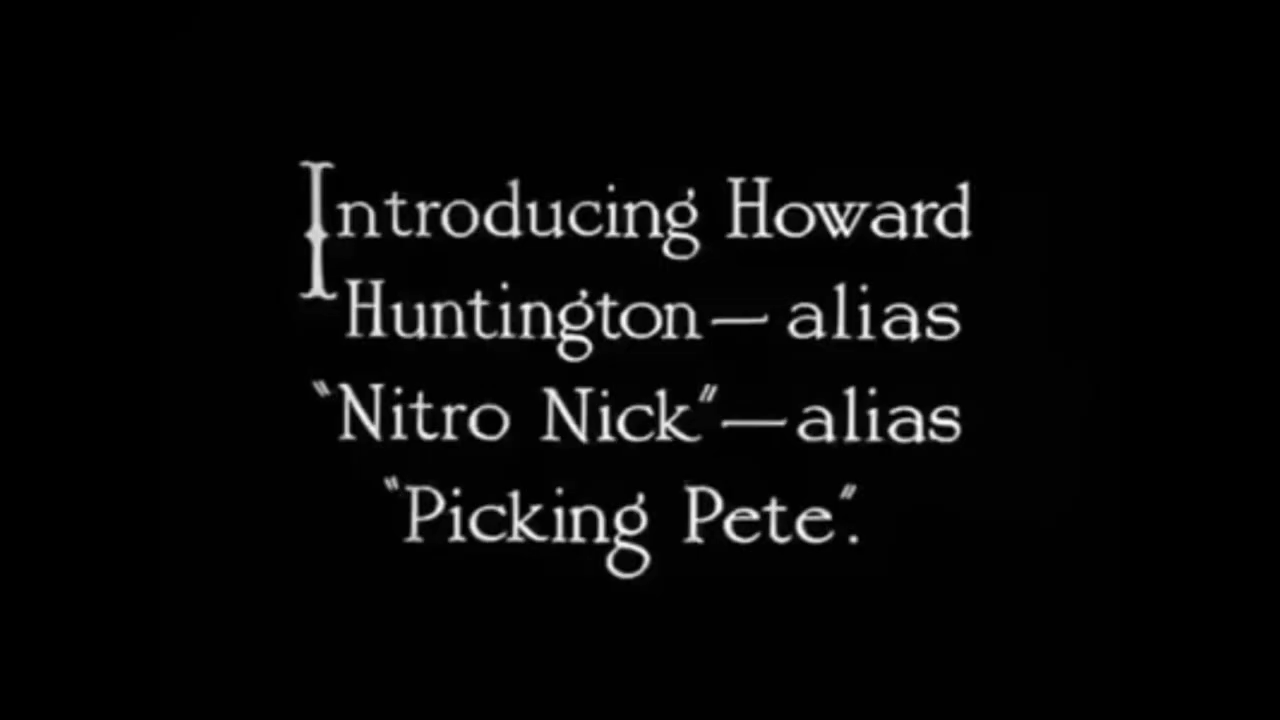 Introducing Howard
Huntington — alias
"Nitro Nick" — alias
"Picking Pete".